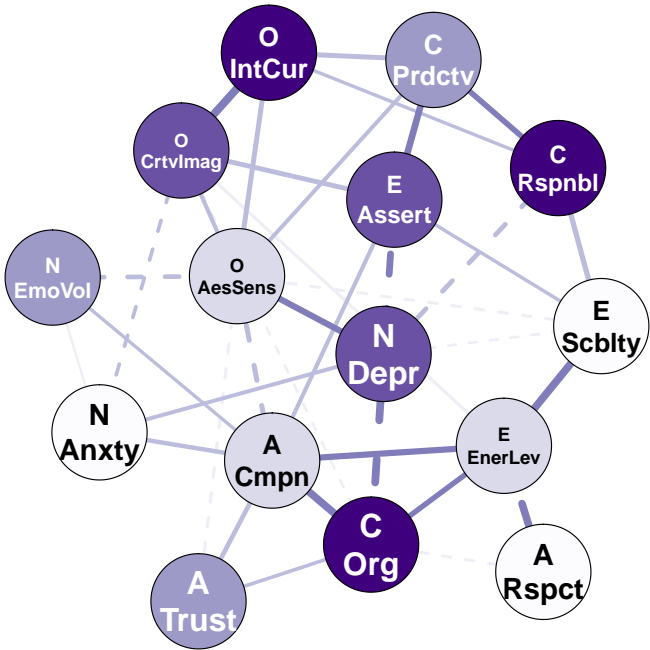 O
IntCur
C
Prdctv
O
CrtvImag
C
Rspnbl
E
Assert
N
EmoVol
O
AesSens
E
Scblty
N
Depr
N
Anxty
A
Cmpn
E
EnerLev
C
Org
A
Rspct
A
Trust